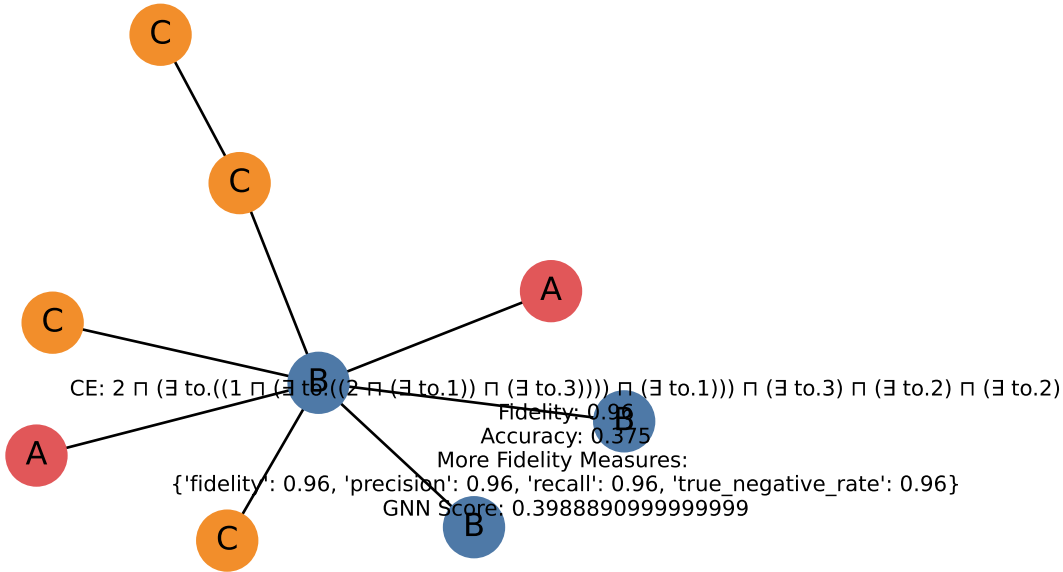 C
C
A
C
B
CE: 2 ⊓ (∃ to.((1 ⊓ (∃ to.((2 ⊓ (∃ to.1)) ⊓ (∃ to.3)))) ⊓ (∃ to.1))) ⊓ (∃ to.3) ⊓ (∃ to.2) ⊓ (∃ to.2)
Fidelity: 0.96
B
Accuracy: 0.375
A
More Fidelity Measures:
{'fidelity': 0.96, 'precision': 0.96, 'recall': 0.96, 'true_negative_rate': 0.96}
GNN Score: 0.3988890999999999
B
C